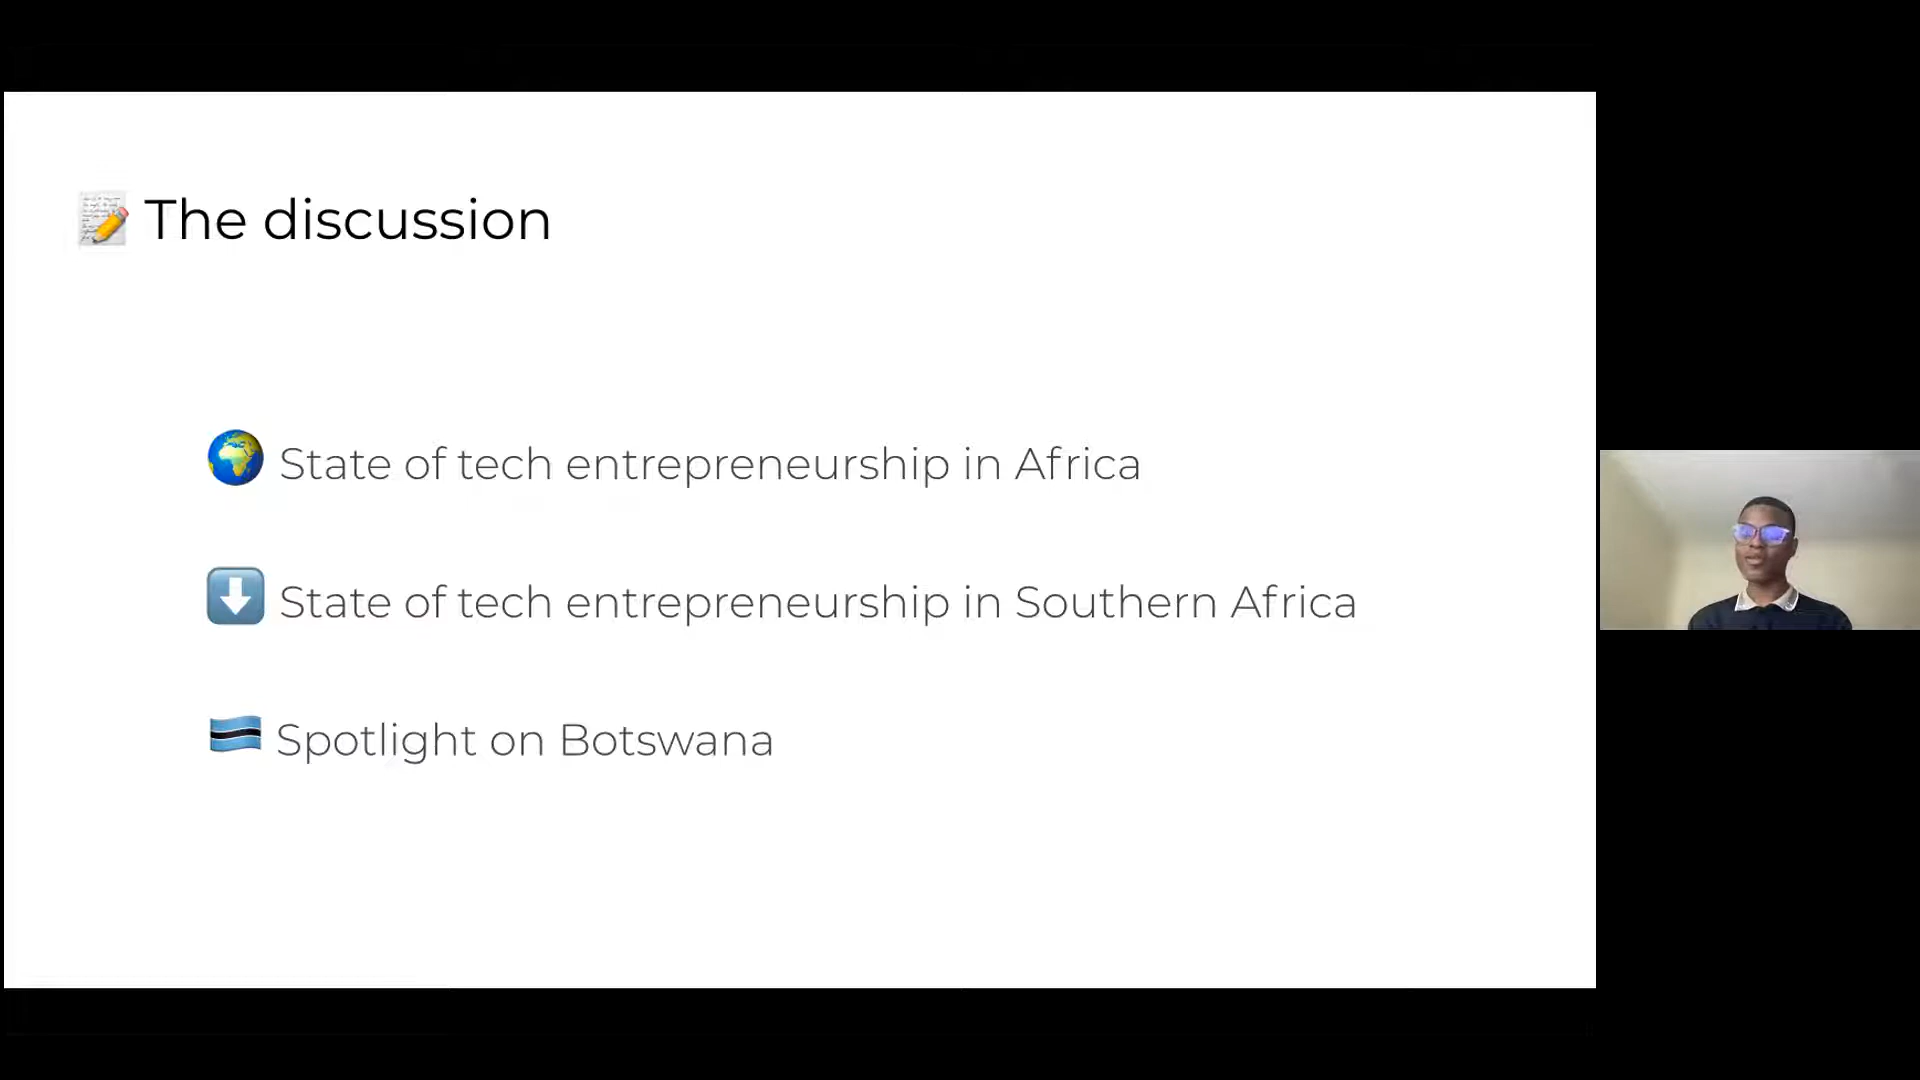 The discussion
State of tech entrepreneurship in Africa
State of tech entrepreneurship in Southern Africa
Spotlight on Botswana